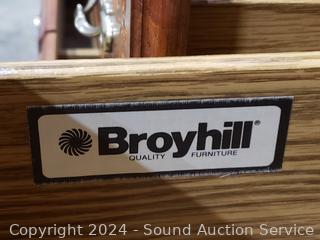 Broyhill®
QUALITY FURNITURE
Copyright 2024 - Sound Auction Service